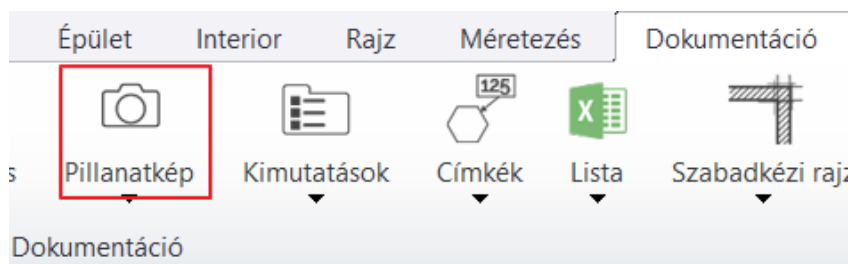 Épület Interior Rajz Méretezés Dokumentáció
125
X
s Pillanatkép Kimutatások Címkék Lista Szabadkézi rajz
Dokumentáció